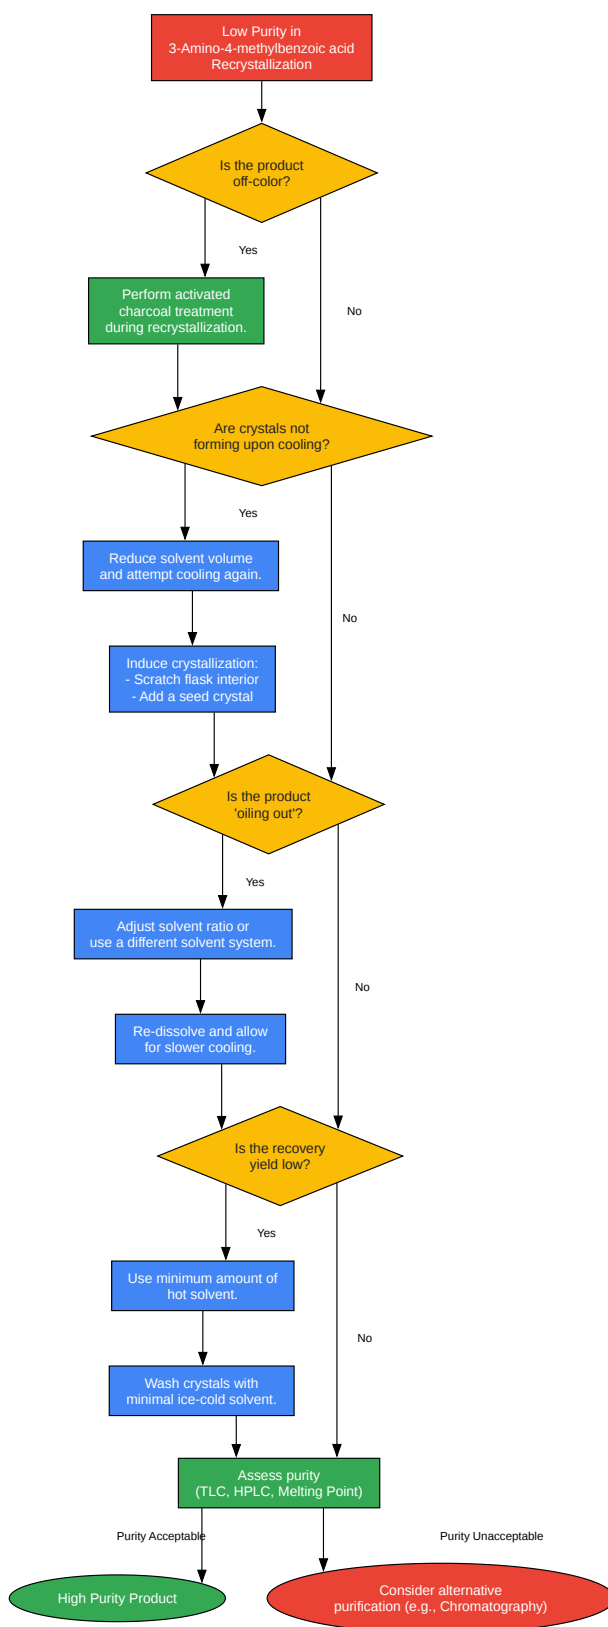 Low Purity in
3-Amino-4-methylbenzoic acid
Recrystallization
Is the product
off-color?
Yes
Perform activated
charcoal treatment
during recrystallization.
No
Are crystals not
forming upon cooling?
Yes
Reduce solvent volume
and attempt cooling again.
No
Induce crystallization:
- Scratch flask interior
- Add a seed crystal
Is the product
'oiling out'?
Yes
Adjust solvent ratio or
use a different solvent system.
No
Re-dissolve and allow
for slower cooling.
Is the recovery
yield low?
Yes
Use minimum amount of
hot solvent.
No
Wash crystals with
minimal ice-cold solvent.
Assess purity
(TLC, HPLC, Melting Point)
Purity Acceptable
Purity Unacceptable
High Purity Product
Consider alternative
purification (e.g., Chromatography)